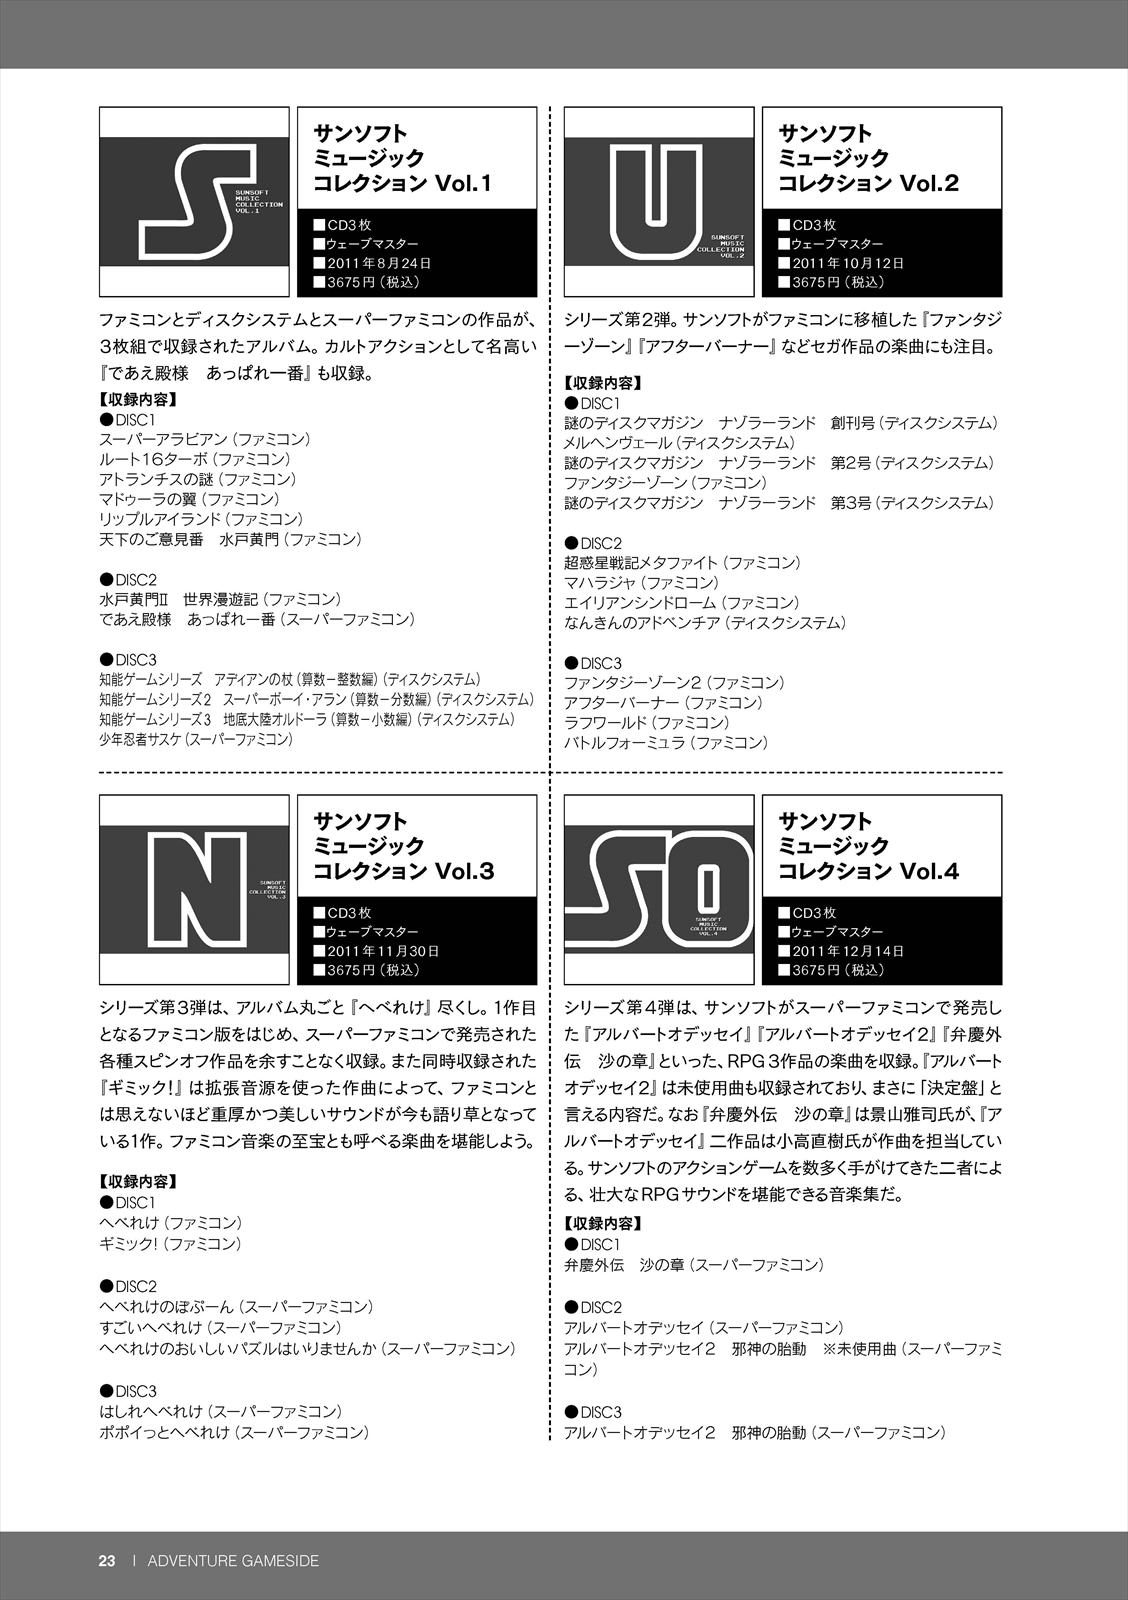 サンソフト
ミュージック
コレクション Vol.1
SUNSOFT
MUSIC
COLLECTION
VOL.1
■CD3枚
■ウェーブマスター
■2011年8月24日
■3675円（税込）
ファミコンとディスクシステムとスーパーファミコンの作品が、
3枚組で収録されたアルバム。カルトアクションとして名高い
『であえ殿様　あっぱれ一番』も収録。
【収録内容】
●DISC1
スーパーアラビアン（ファミコン）
ルート16ターボ（ファミコン）
アトランチスの謎（ファミコン）
マドゥーラの翼（ファミコン）
リップルアイランド（ファミコン）
天下のご意見番　水戸黄門（ファミコン）
●DISC2
水戸黄門Ⅱ　世界漫遊記（ファミコン）
であえ殿様　あっぱれ一番（スーパーファミコン）
●DISC3
知能ゲームシリーズ　アディアンの杖（算数−整数編）（ディスクシステム）
知能ゲームシリーズ2　スーパーボーイ・アラン（算数−分数編）（ディスクシステム）
知能ゲームシリーズ3　地底大陸オルドーラ（算数−小数編）（ディスクシステム）
少年忍者サスケ（スーパーファミコン）
サンソフト
ミュージック
コレクション Vol.2
SUNSOFT
MUSIC
COLLECTION
VOL.2
■CD3枚
■ウェーブマスター
■2011年10月12日
■3675円（税込）
シリーズ第2弾。サンソフトがファミコンに移植した『ファンタジ
ーゾーン』『アフターバーナー』などセガ作品の楽曲にも注目。
【収録内容】
●DISC1
謎のディスクマガジン　ナゾラーランド　創刊号（ディスクシステム）
メルヘンヴェール（ディスクシステム）
謎のディスクマガジン　ナゾラーランド　第2号（ディスクシステム）
ファンタジーゾーン（ファミコン）
謎のディスクマガジン　ナゾラーランド　第3号（ディスクシステム）
●DISC2
超惑星戦記メタファイト（ファミコン）
マハラジャ（ファミコン）
エイリアンシンドローム（ファミコン）
なんきんのアドベンチア（ディスクシステム）
●DISC3
ファンタジーゾーン2（ファミコン）
アフターバーナー（ファミコン）
ラフワールド（ファミコン）
バトルフォーミュラ（ファミコン）
サンソフト
ミュージック
コレクション Vol.3
SUNSOFT
MUSIC
COLLECTION
VOL.3
■CD3枚
■ウェーブマスター
■2011年11月30日
■3675円（税込）
シリーズ第3弾は、アルバム丸ごと『へべれけ』尽くし。1作目
となるファミコン版をはじめ、スーパーファミコンで発売された
各種スピンオフ作品を余すことなく収録。また同時収録された
『ギミック！』は拡張音源を使った作曲によって、ファミコンと
は思えないほど重厚かつ美しいサウンドが今も語り草となって
いる1作。ファミコン音楽の至宝とも呼べる楽曲を堪能しよう。
【収録内容】
●DISC1
へべれけ（ファミコン）
ギミック！（ファミコン）
●DISC2
へべれけのぽぷーん（スーパーファミコン）
すごいへべれけ（スーパーファミコン）
へべれけのおいしいパズルはいりませんか（スーパーファミコン）
●DISC3
はしれへべれけ（スーパーファミコン）
ポポイっとへべれけ（スーパーファミコン）
サンソフト
ミュージック
コレクション Vol.4
SUNSOFT
MUSIC
COLLECTION
VOL.4
■CD3枚
■ウェーブマスター
■2011年12月14日
■3675円（税込）
シリーズ第4弾は、サンソフトがスーパーファミコンで発売し
た『アルバートオデッセイ』『アルバートオデッセイ2』『弁慶外
伝　沙の章』といった、RPG3作品の楽曲を収録。『アルバート
オデッセイ2』は未使用曲も収録されており、まさに「決定盤」と
言える内容だ。なお『弁慶外伝　沙の章』は景山雅司氏が、『ア
ルバートオデッセイ』二作品は小高直樹氏が作曲を担当してい
る。サンソフトのアクションゲームを数多く手がけてきた二者によ
る、壮大なRPGサウンドを堪能できる音楽集だ。
【収録内容】
●DISC1
弁慶外伝　沙の章（スーパーファミコン）
●DISC2
アルバートオデッセイ（スーパーファミコン）
アルバートオデッセイ2　邪神の胎動　※未使用曲（スーパーファミ
コン）
●DISC3
アルバートオデッセイ2　邪神の胎動（スーパーファミコン）
23 | ADVENTURE GAMESIDE